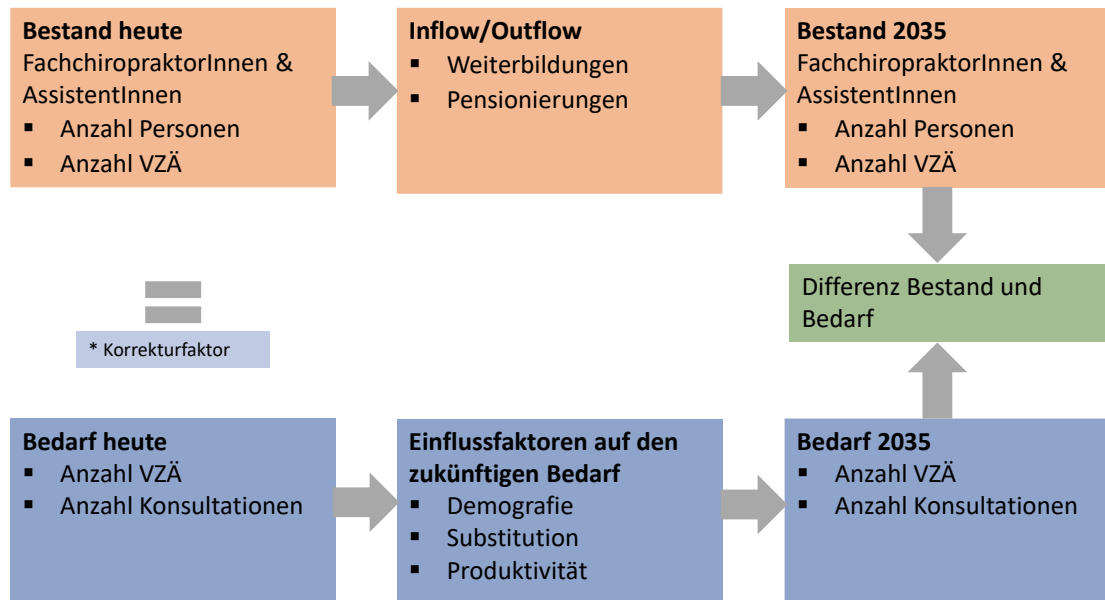 Bestand heute
FachchiropraktorInnen &
AssistentInnen
▪ Anzahl Personen
▪ Anzahl VZÄ
Inflow/Outflow
▪ Weiterbildungen
▪ Pensionierungen
Bestand 2035
FachchiropraktorInnen &
AssistentInnen
▪ Anzahl Personen
▪ Anzahl VZÄ
Differenz Bestand und
Bedarf
* Korrekturfaktor
Bedarf heute
▪ Anzahl VZÄ
▪ Anzahl Konsultationen
Einflussfaktoren auf den
zukünftigen Bedarf
▪ Demografie
▪ Substitution
▪ Produktivität
Bedarf 2035
▪ Anzahl VZÄ
▪ Anzahl Konsultationen